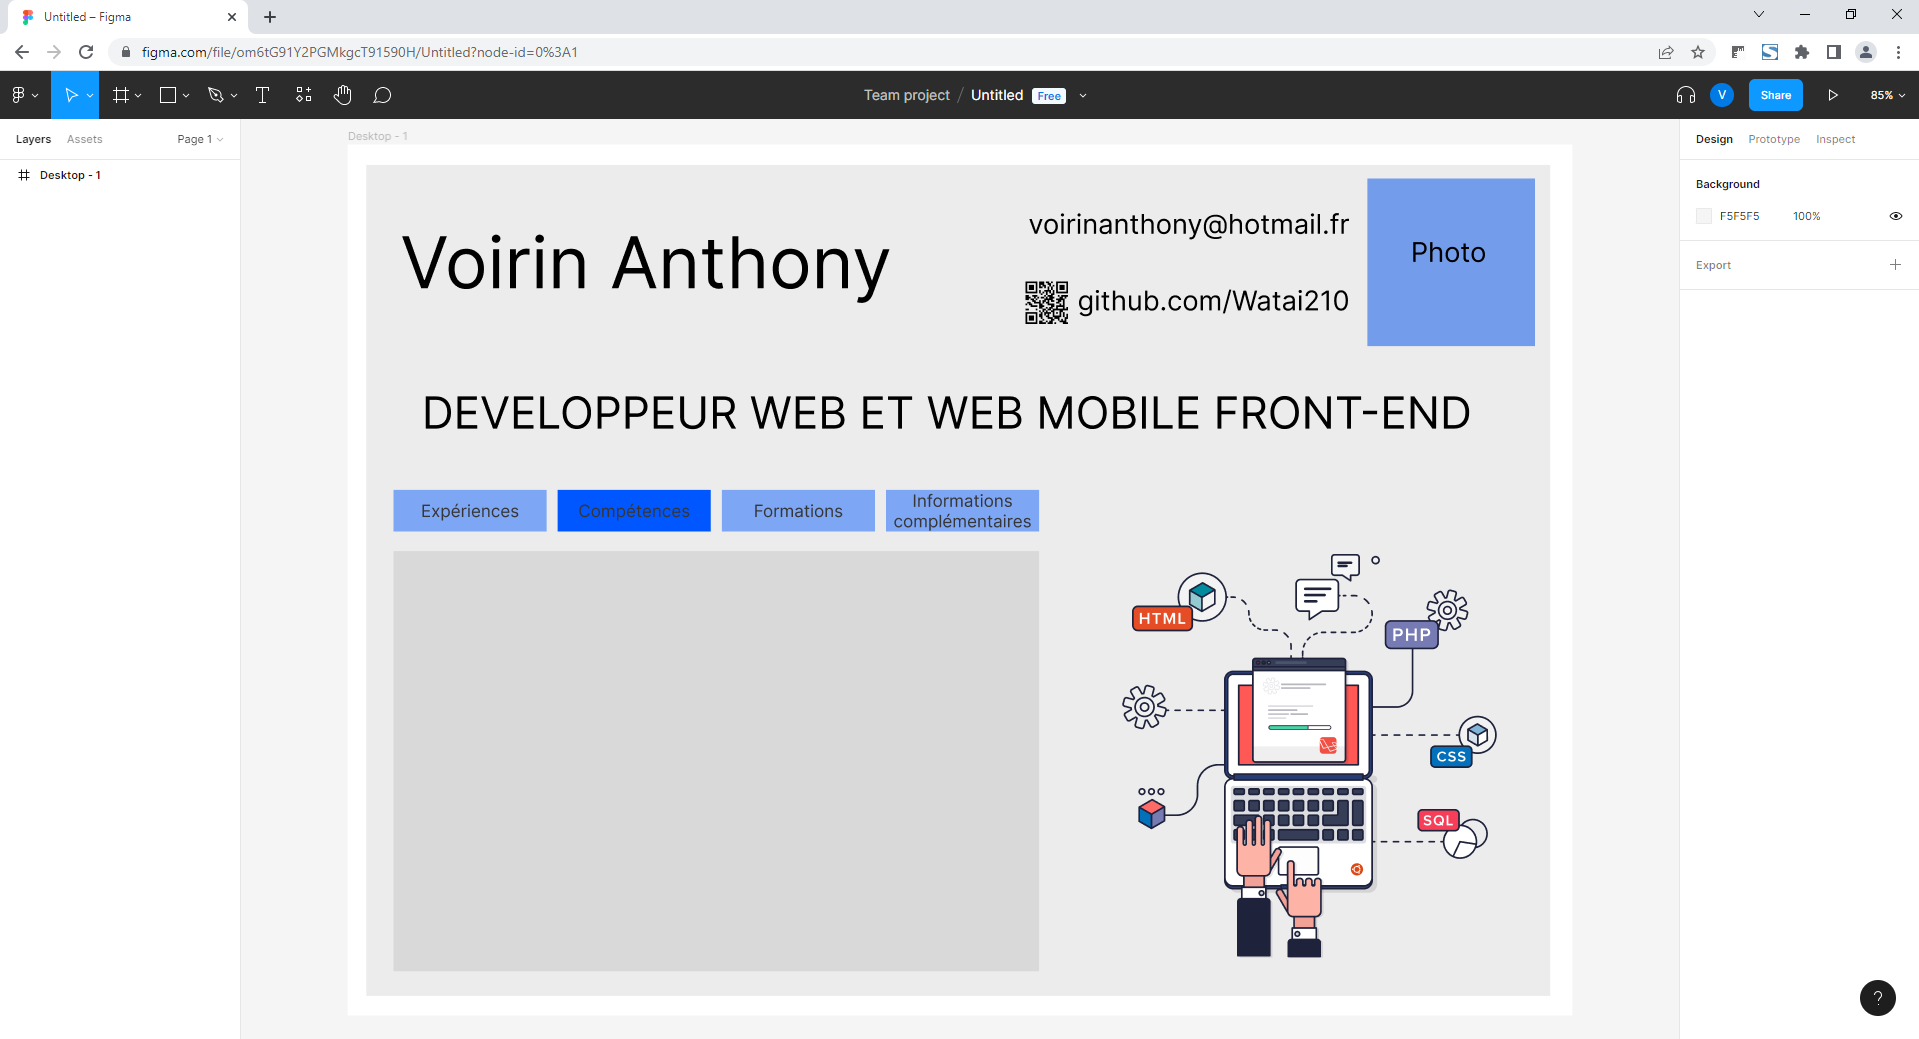 Untitled – Figma
figma.com/file/om6tG91Y2PGMkgcT91590H/Untitled?node-id=0%3A1
Team project / Untitled Free
V
Share
85%
Layers Assets Page 1
Desktop - 1
Desktop - 1
Design Prototype Inspect
Background
F5F5F5 100%
Export
Voirin Anthony
voirinanthony@hotmail.fr
github.com/Watai210
Photo
DEVELOPPEUR WEB ET WEB MOBILE FRONT-END
Expériences
Compétences
Formations
Informations
complémentaires
HTML
PHP
CSS
SQL
?